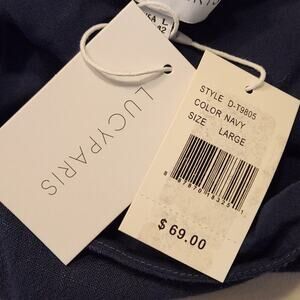 LUCYPARIS
STYLE D-T9805
COLOR NAVY
SIZE LARGE
$ 69.00